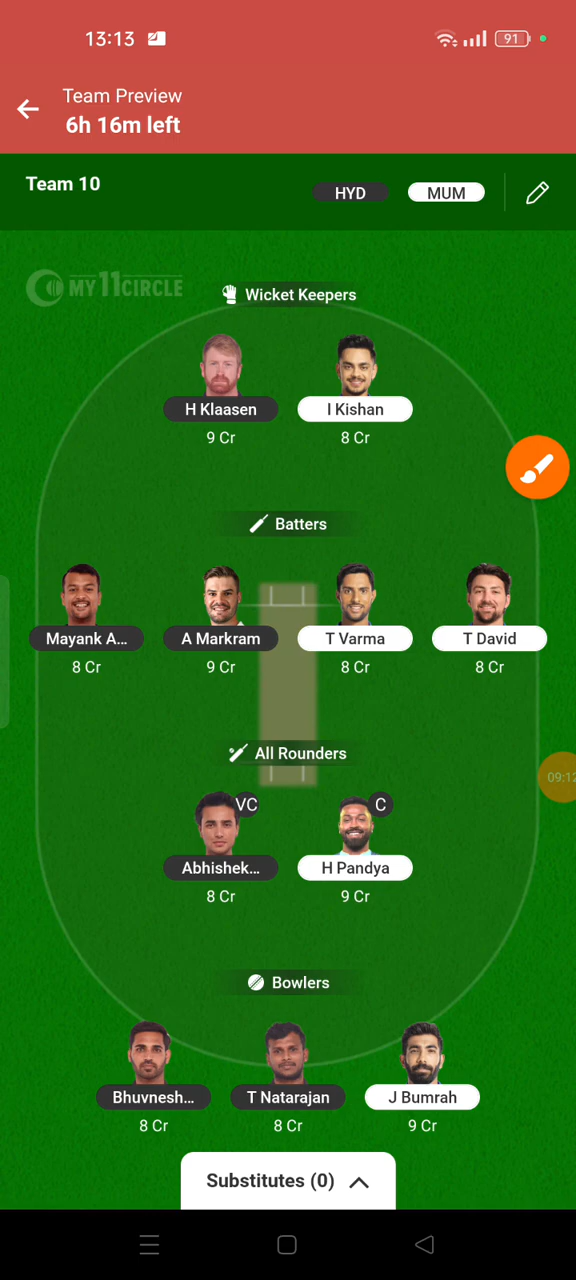 13:13
91
Team Preview
6h 16m left
Team 10
HYD
MUM
MY11CIRCLE
Wicket Keepers
H Klaasen
I Kishan
9 Cr
8 Cr
Batters
Mayank A...
A Markram
T Varma
T David
8 Cr
9 Cr
8 Cr
8 Cr
All Rounders
VC
C
Abhishek...
H Pandya
8 Cr
9 Cr
09:12
Bowlers
Bhuvnesh...
T Natarajan
J Bumrah
8 Cr
8 Cr
9 Cr
Substitutes (0)